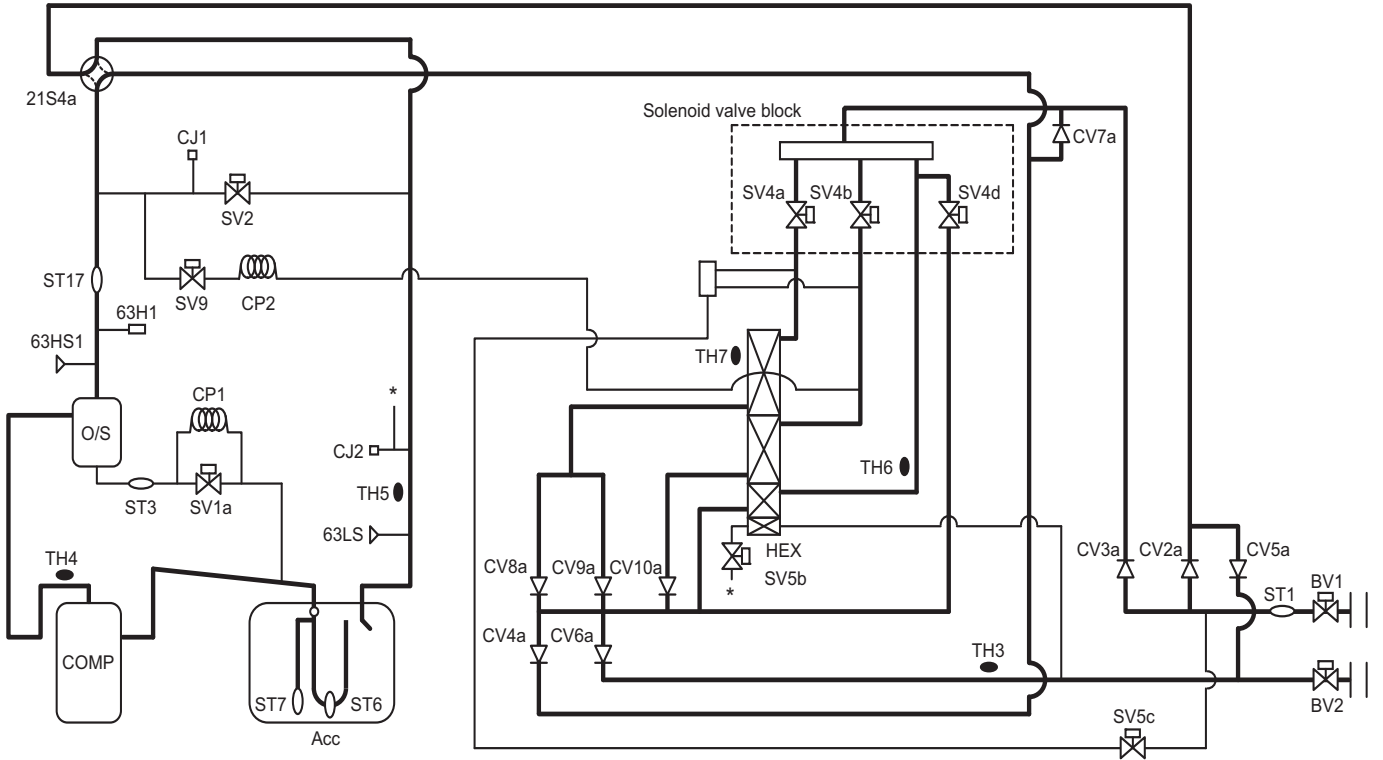 21S4a
Solenoid valve block
CJ1
CV7a
SV2
SV4a
SV4b
SV4d
ST17
SV9
CP2
63H1
63HS1
TH7
*
CP1
O/S
CJ2
TH6
ST3
SV1a
TH5
63LS
HEX
SV5b
*
TH4
CV8a
CV9a
CV10a
CV3a
CV2a
CV5a
ST1
BV1
COMP
CV4a
CV6a
TH3
ST7
ST6
BV2
Acc
SV5c